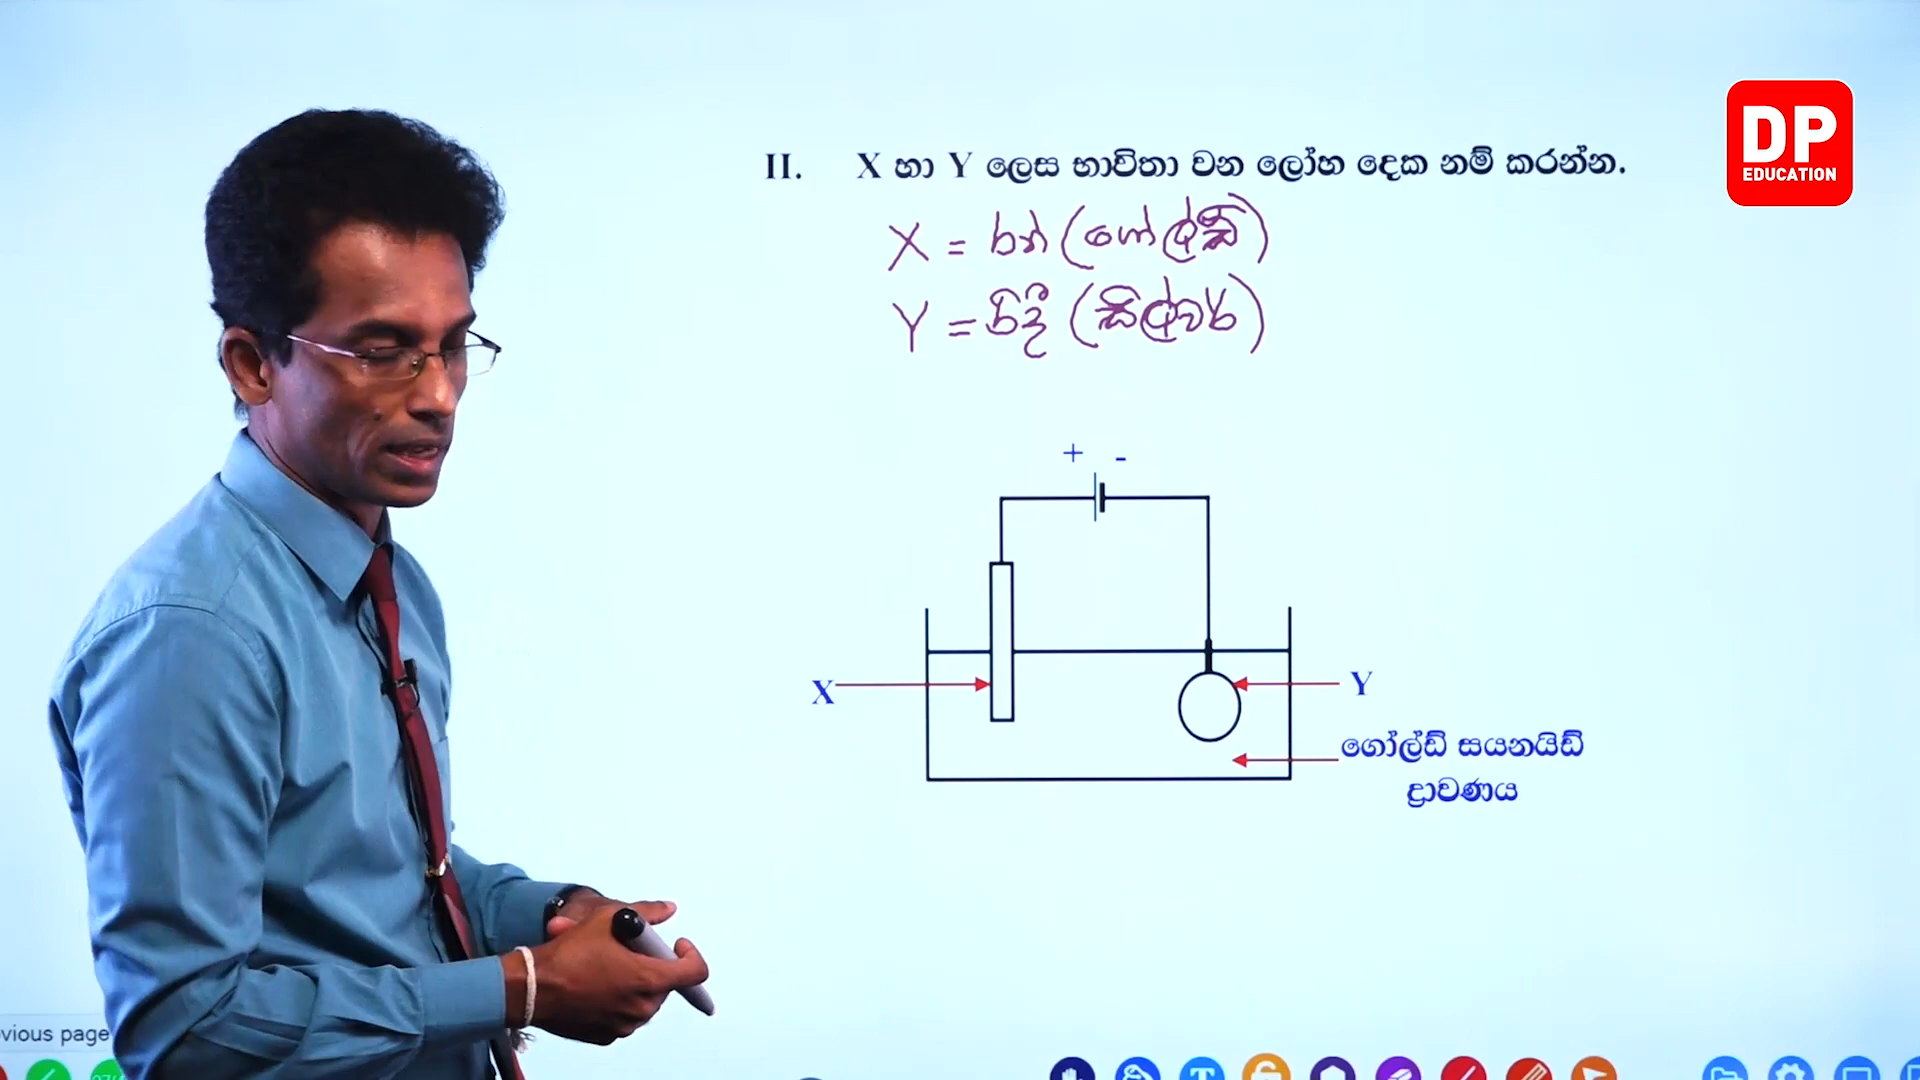 DP
EDUCATION
II. X හා Y ලෙස භාවිතා වන ලෝහ දෙක නම් කරන්න.
X = රන් (ගෝල්ඩ්)
Y = රිදී (සිල්වර්)
+ -
X
Y
ගෝල්ඩ් සයනයිඩ්
ද්‍රාවණය
vious page